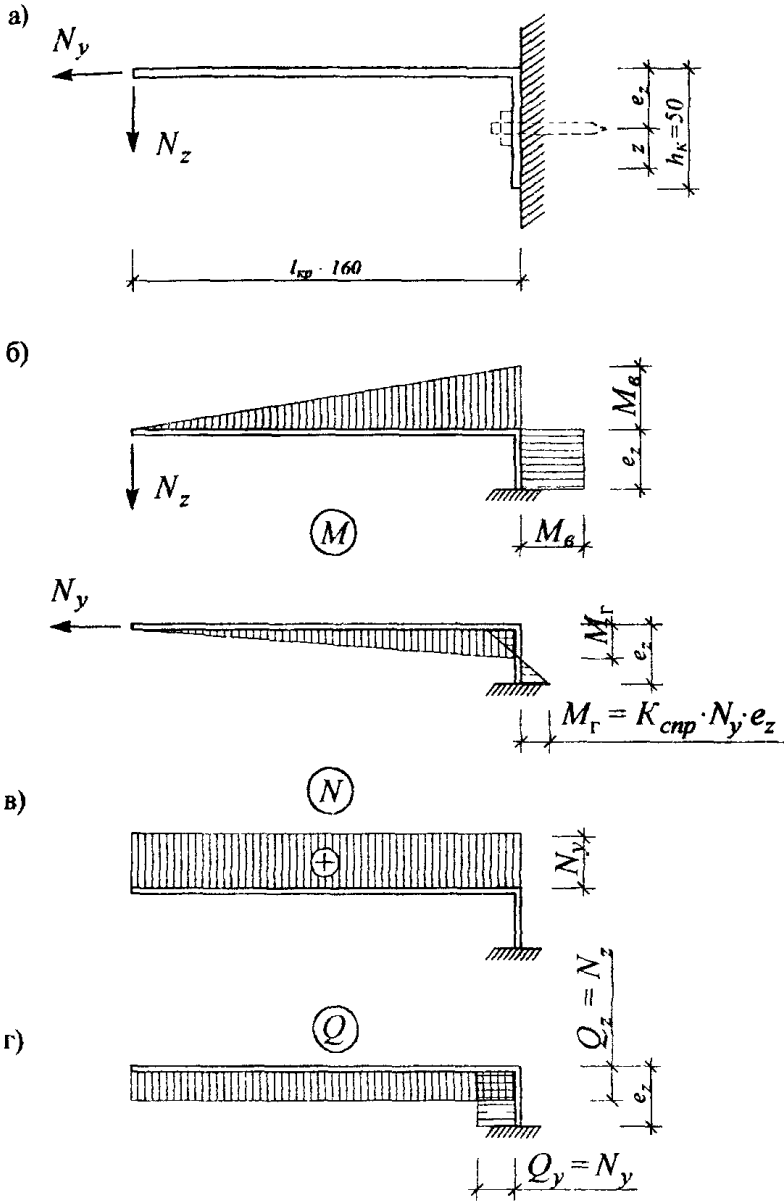 а)
N_y
N_z
e_z
z
h_к=50
l_кр · 160
б)
M_в
e_z
N_z
M
M_в
N_y
M_г
e_z
M_г = K_спр · N_y · e_z
в)
N
+
N_y
г)
Q
Q_z = N_z
e_z
Q_y = N_y